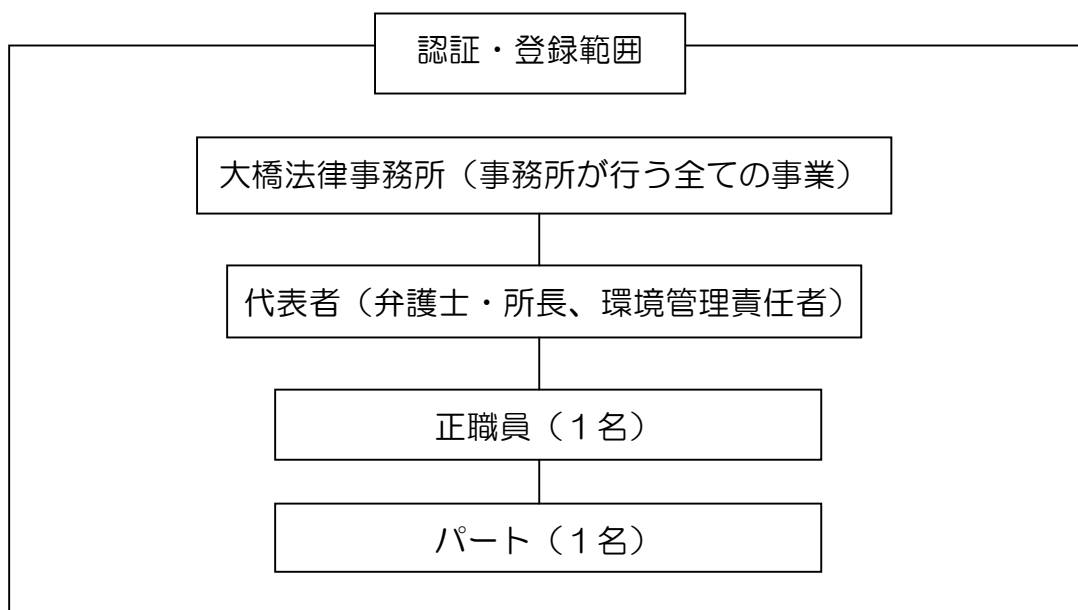 認証・登録範囲
大橋法律事務所（事務所が行う全ての事業）
代表者（弁護士・所長、環境管理責任者）
正職員（１名）
パート（１名）